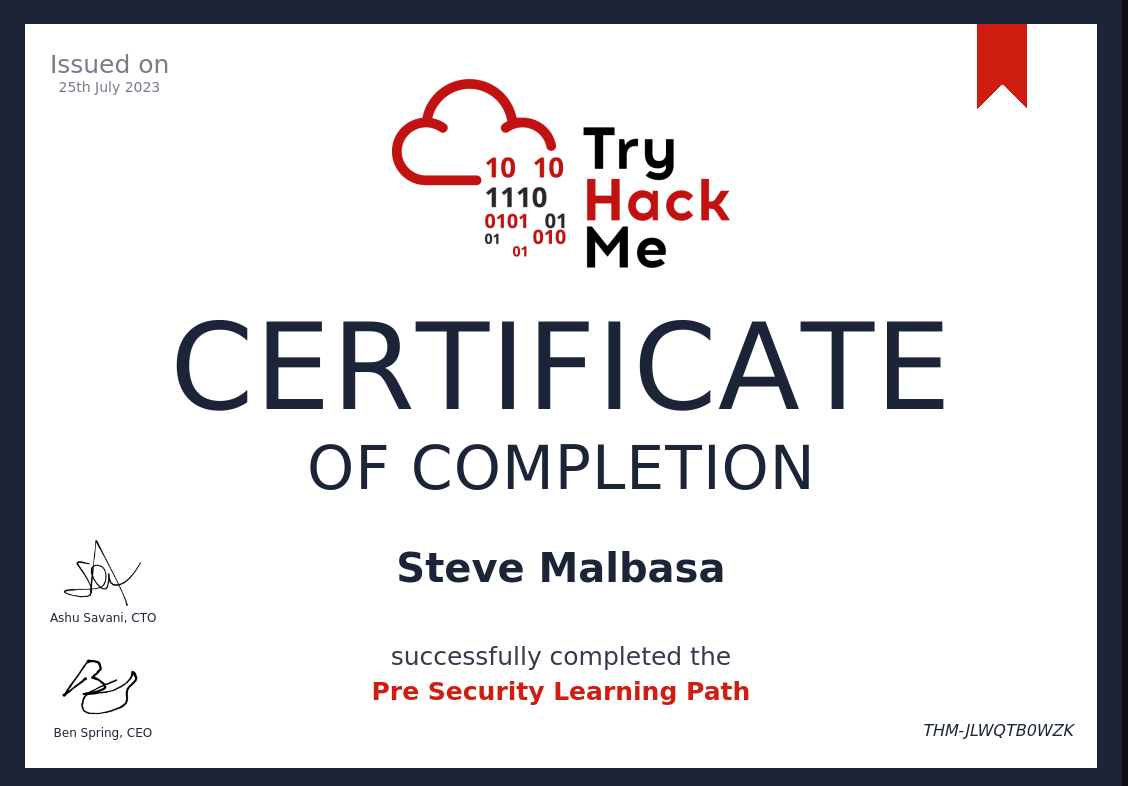 Issued on
25th July 2023
10 10
1110
0101 01
01 010
01
Try
Hack
Me
CERTIFICATE
OF COMPLETION
Steve Malbasa
Ashu Savani, CTO
successfully completed the
Pre Security Learning Path
Ben Spring, CEO
THM-JLWQTB0WZK